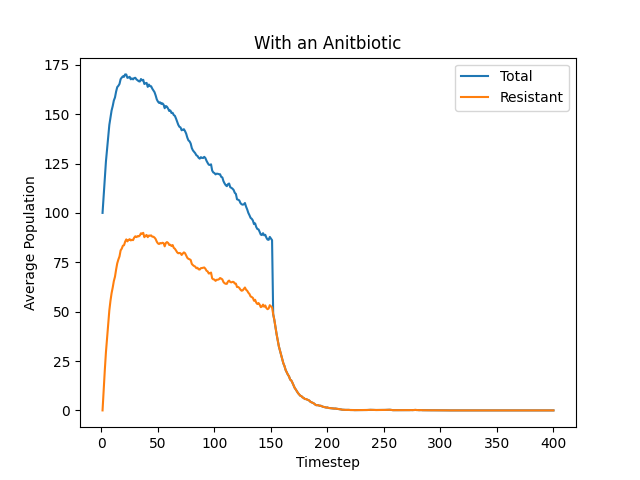 With an Anitbiotic
Total
Resistant
175
150
125
100
75
50
25
0
Average Population
0 50 100 150 200 250 300 350 400
Timestep